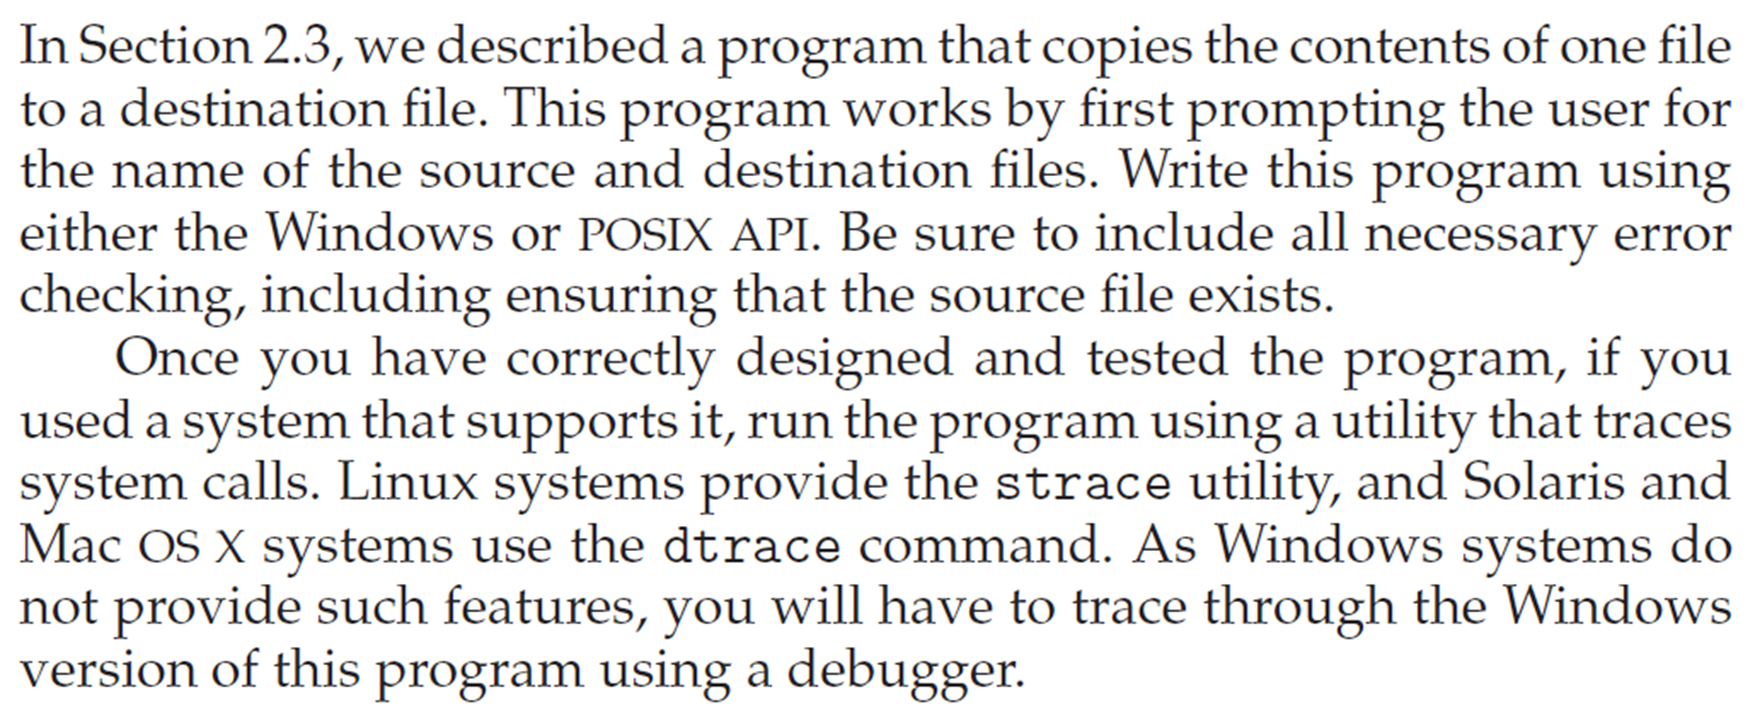 In Section 2.3, we described a program that copies the contents of one file
to a destination file. This program works by first prompting the user for
the name of the source and destination files. Write this program using
either the Windows or POSIX API. Be sure to include all necessary error
checking, including ensuring that the source file exists.
Once you have correctly designed and tested the program, if you
used a system that supports it, run the program using a utility that traces
system calls. Linux systems provide the strace utility, and Solaris and
Mac OS X systems use the dtrace command. As Windows systems do
not provide such features, you will have to trace through the Windows
version of this program using a debugger.